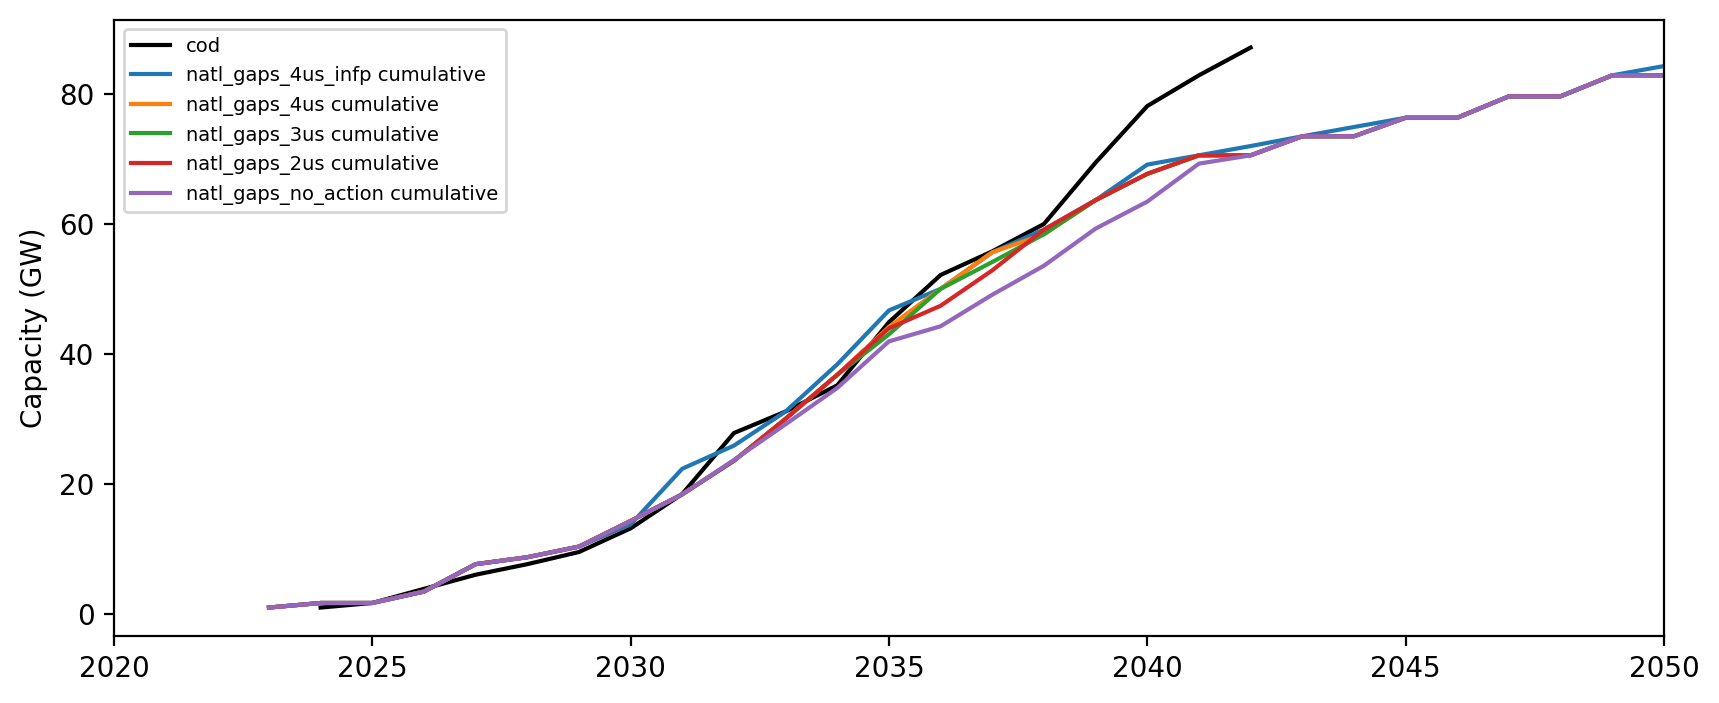 cod
natl_gaps_4us_infp cumulative
natl_gaps_4us cumulative
natl_gaps_3us cumulative
natl_gaps_2us cumulative
natl_gaps_no_action cumulative
Capacity (GW)
80
60
40
20
0
2020 2025 2030 2035 2040 2045 2050